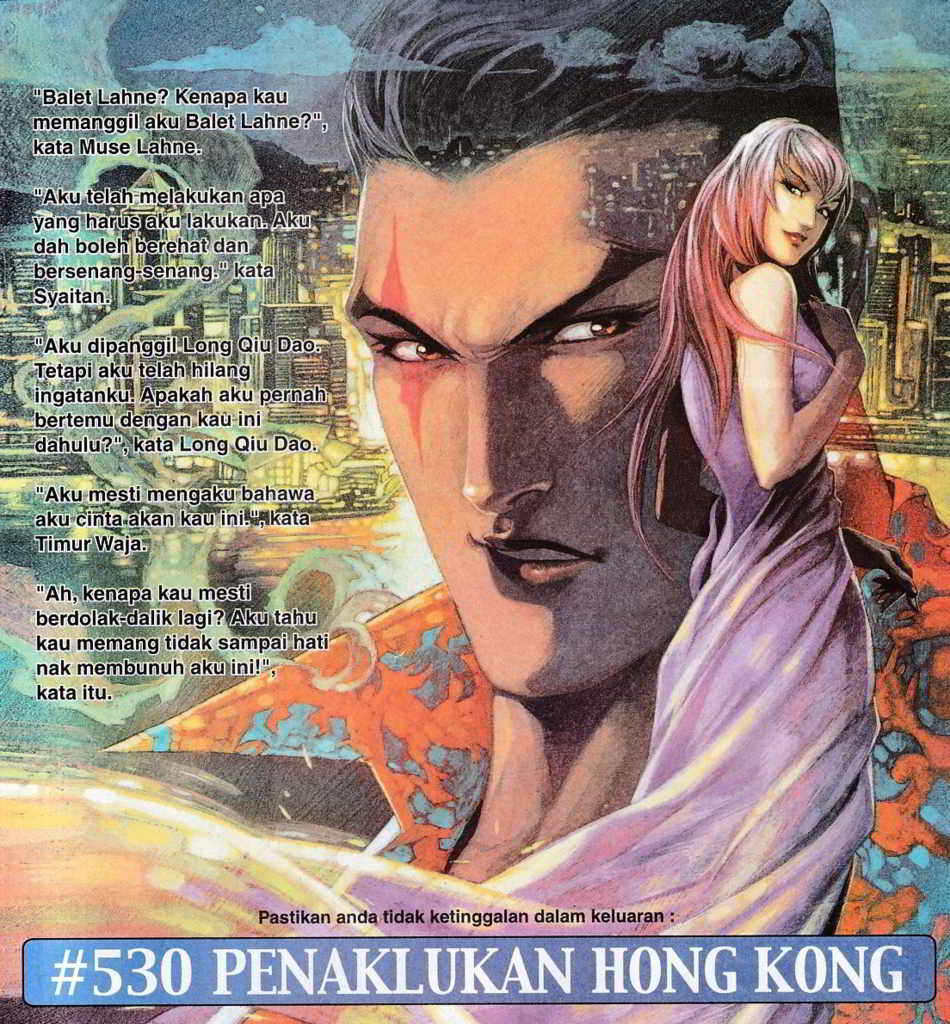 "Balet Lahne? Kenapa kau
memanggil aku Balet Lahne?",
kata Muse Lahne.
"Aku telah melakukan apa
yang harus aku lakukan. Aku
dah boleh berehat dan
bersenang-senang." kata
Syaitan.
"Aku dipanggil Long Qiu Dao.
Tetapi aku telah hilang
ingatanku. Apakah aku pernah
bertemu dengan kau ini
dahulu?", kata Long Qiu Dao.
"Aku mesti mengaku bahawa
aku cinta akan kau ini.", kata
Timur Waja.
"Ah, kenapa kau mesti
berdolak-dalik lagi? Aku tahu
kau memang tidak sampai hati
nak membunuh aku ini!",
kata itu.
Pastikan anda tidak ketinggalan dalam keluaran :
#530 PENAKLUKAN HONG KONG